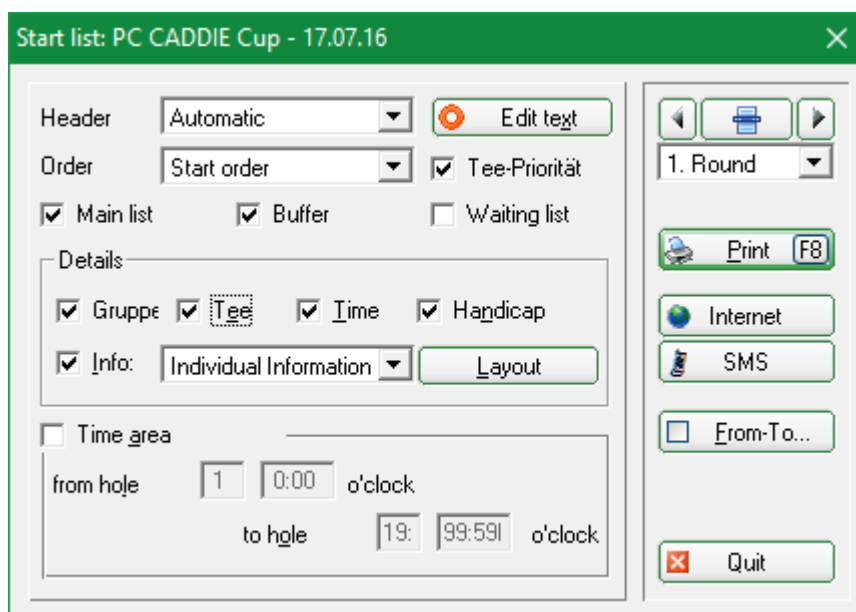 Start list: PC CADDIE Cup - 17.07.16
Header Automatic Edit text
Order Start order Tee-Priorität
Main list Buffer Waiting list
Details
Gruppe Tee Time Handicap
Info: Individual Information Layout
Time area
from hole 1 0:00 o'clock
to hole 19: 99:59 o'clock
1. Round
Print F8
Internet
SMS
From-To...
Quit